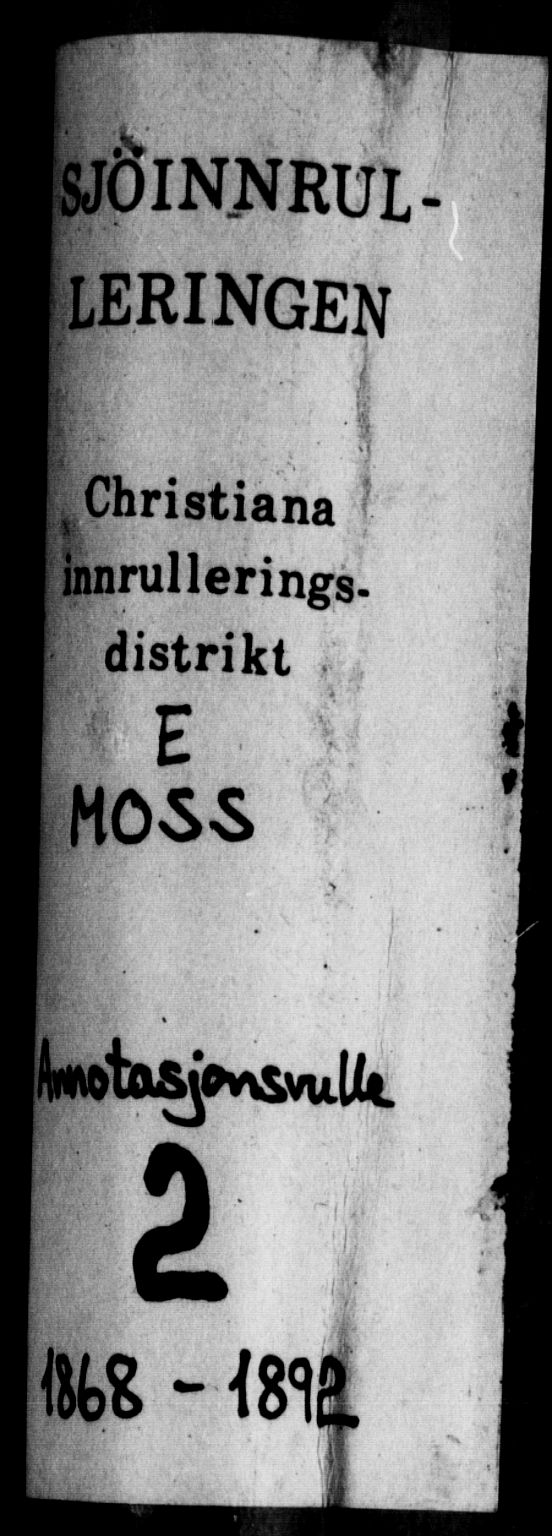 SJÖINNRUL-
LERINGEN
Christiana
innrullerings-
distrikt
E
MOSS
Annotasjonsrulle
2
1868 - 1892